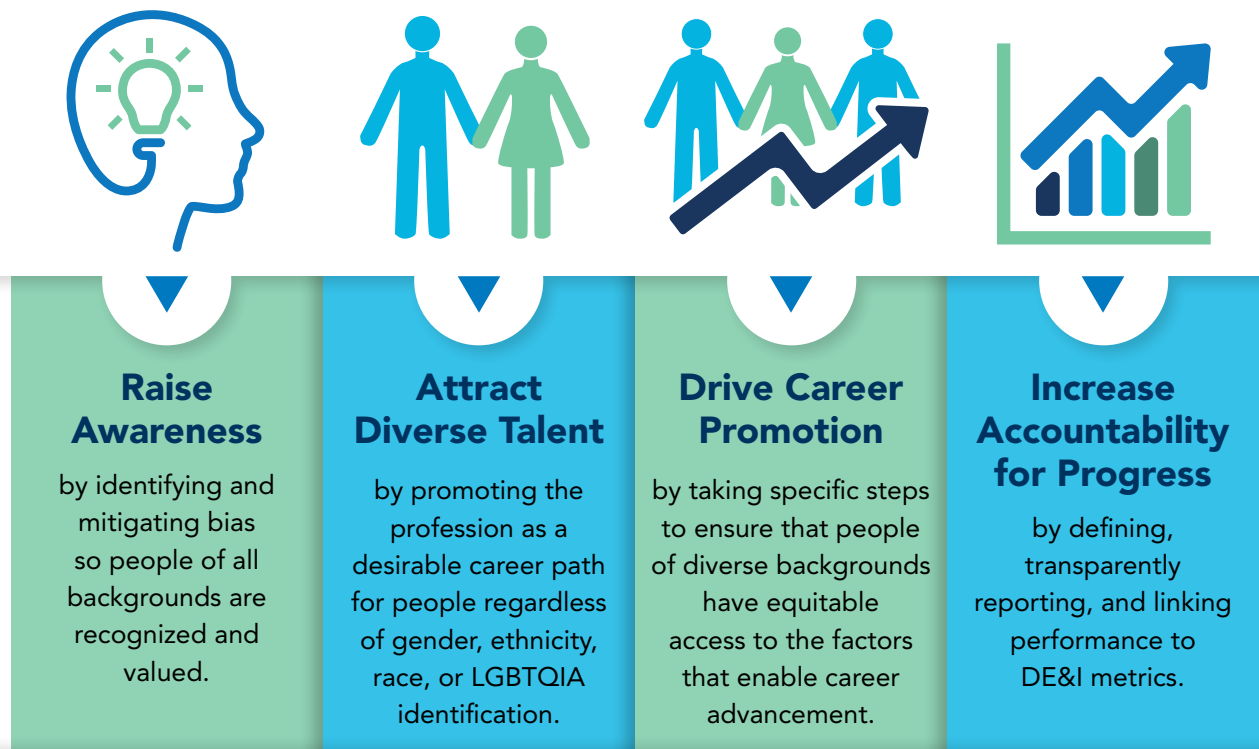 Raise
Awareness
by identifying and
mitigating bias
so people of all
backgrounds are
recognized and
valued.
Attract
Diverse Talent
by promoting the
profession as a
desirable career path
for people regardless
of gender, ethnicity,
race, or LGBTQIA
identification.
Drive Career
Promotion
by taking specific steps
to ensure that people
of diverse backgrounds
have equitable
access to the factors
that enable career
advancement.
Increase
Accountability
for Progress
by defining,
transparently
reporting, and linking
performance to
DE&I metrics.